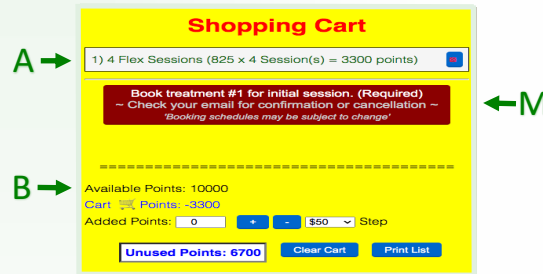 Shopping Cart
A
1) 4 Flex Sessions (825 x 4 Session(s) = 3300 points)
Book treatment #1 for initial session. (Required)
~ Check your email for confirmation or cancellation ~
'Booking schedules may be subject to change'
M
===================================
B
Available Points: 10000
Cart Points: -3300
Added Points: 0 + - $50 Step
Unused Points: 6700 Clear Cart Print List